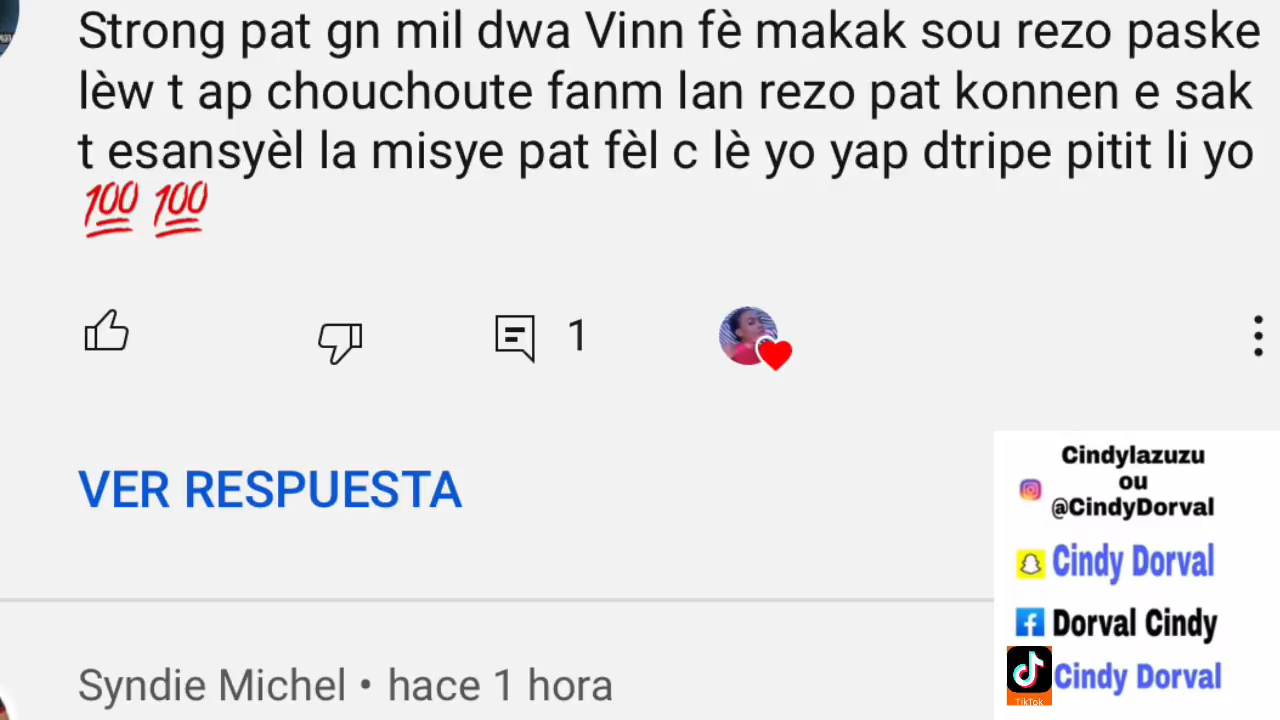 Strong pat gn mil dwa Vinn fè makak sou rezo paske
lèw t ap chouchoute fanm lan rezo pat konnen e sak
t esansyèl la misye pat fèl c lè yo yap dtripe pitit li yo
💯 💯
1
VER RESPUESTA
Cindylazuzu
ou
@CindyDorval
Cindy Dorval
Dorval Cindy
Cindy Dorval
TikTok
Syndie Michel • hace 1 hora